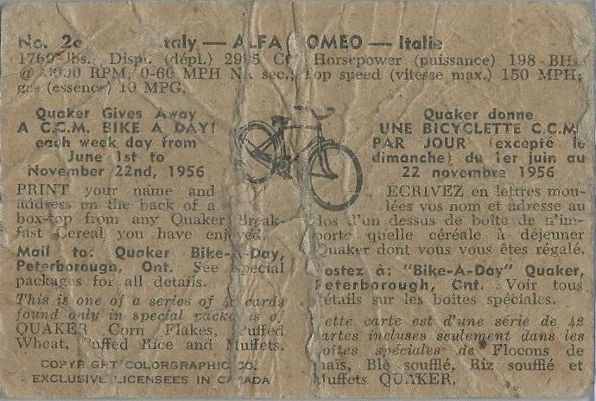 No. 2 Italy — ALFA ROMEO — Italie
1760 lbs. Disp. (dépl.) 2995 CC Horsepower (puissance) 198 BHP
@ RPM; 0-60 MPH NA sec.; Top speed (vitesse max.) 150 MPH;
gas (essence) 10 MPG.
Quaker Gives Away
A C.C.M. BIKE A DAY!
each week day from
June 1st to
November 22nd, 1956
PRINT your name and
address on the back of a
box-top from any Quaker Break-
fast Cereal you have enjoyed.
Mail to: Quaker Bike-A-Day,
Peterborough, Ont. See special
packages for all details.
This is one of a series of 42 cards
found only in special packages of
QUAKER Corn Flakes, Puffed
Wheat, Puffed Rice and Muffets.
COPYRIGHT COLORGRAPHIC CO.
EXCLUSIVE LICENSEES IN CANADA
Quaker donne
UNE BICYCLETTE C.C.M.
PAR JOUR (excepté le
dimanche) du 1er juin au
22 novembre 1956
ÉCRIVEZ en lettres mou-
lées vos nom et adresse au
dos d'un dessus de boîte de n'im-
porte quelle céréale à déjeuner
Quaker dont vous vous êtes régalé.
Postez à: "Bike-A-Day" Quaker,
Peterborough, Ont. Voir tous
détails sur les boîtes spéciales.
Cette carte est d'une série de 42
cartes incluses seulement dans les
boîtes spéciales de Flocons de
maïs, Blé soufflé, Riz soufflé et
Muffets QUAKER.